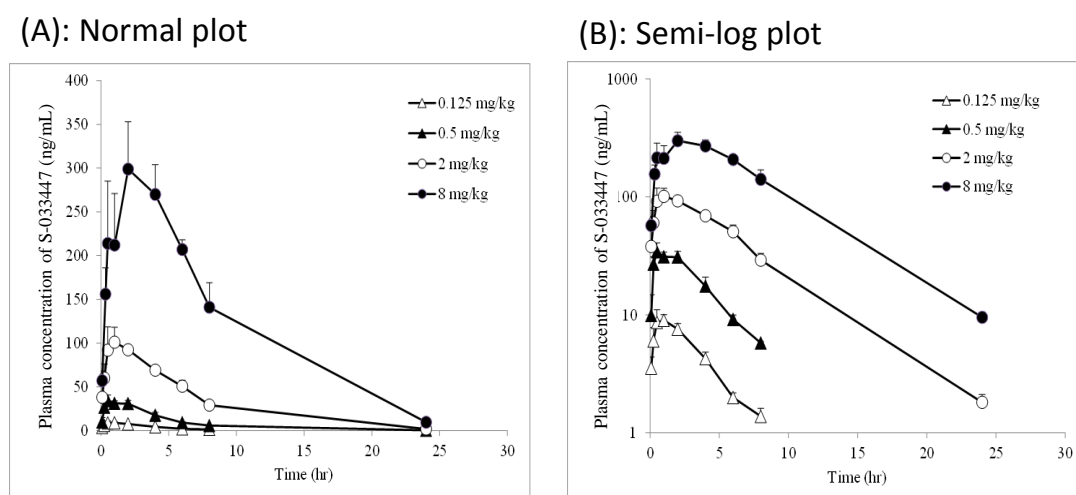 (A): Normal plot
400
350
300
250
200
150
100
50
0
0
5
10
15
20
25
30
Plasma concentration of S-033447 (ng/mL)
Time (hr)
0.125 mg/kg
0.5 mg/kg
2 mg/kg
8 mg/kg
(B): Semi-log plot
1000
100
10
1
0
5
10
15
20
25
30
Plasma concentration of S-033447 (ng/mL)
Time (hr)
0.125 mg/kg
0.5 mg/kg
2 mg/kg
8 mg/kg